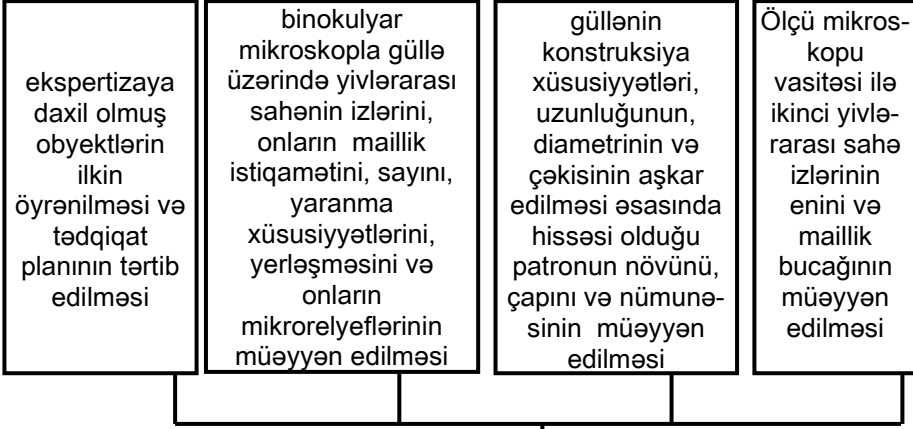 ekspertizaya
daxil olmuş
obyektlərin
ilkin
öyrənilməsi və
tədqiqat
planının tərtib
edilməsi
binokulyar
mikroskopla güllə
üzərində yivlərarası
sahənin izlərini,
onların maillik
istiqamətini, sayını,
yaranma
xüsusiyyətlərini,
yerləşməsini və
onların
mikrorelyeflərinin
müəyyən edilməsi
güllənin
konstruksiya
xüsusiyyətləri,
uzunluğunun,
diametrinin və
çəkisinin aşkar
edilməsi əsasında
hissəsi olduğu
patronun növünü,
çapını və nümunə-
sinin müəyyən
edilməsi
Ölçü mikros-
kopu
vasitəsi ilə
ikinci yivlə-
rarası sahə
izlərinin
enini və
maillik
bucağının
müəyyən
edilməsi